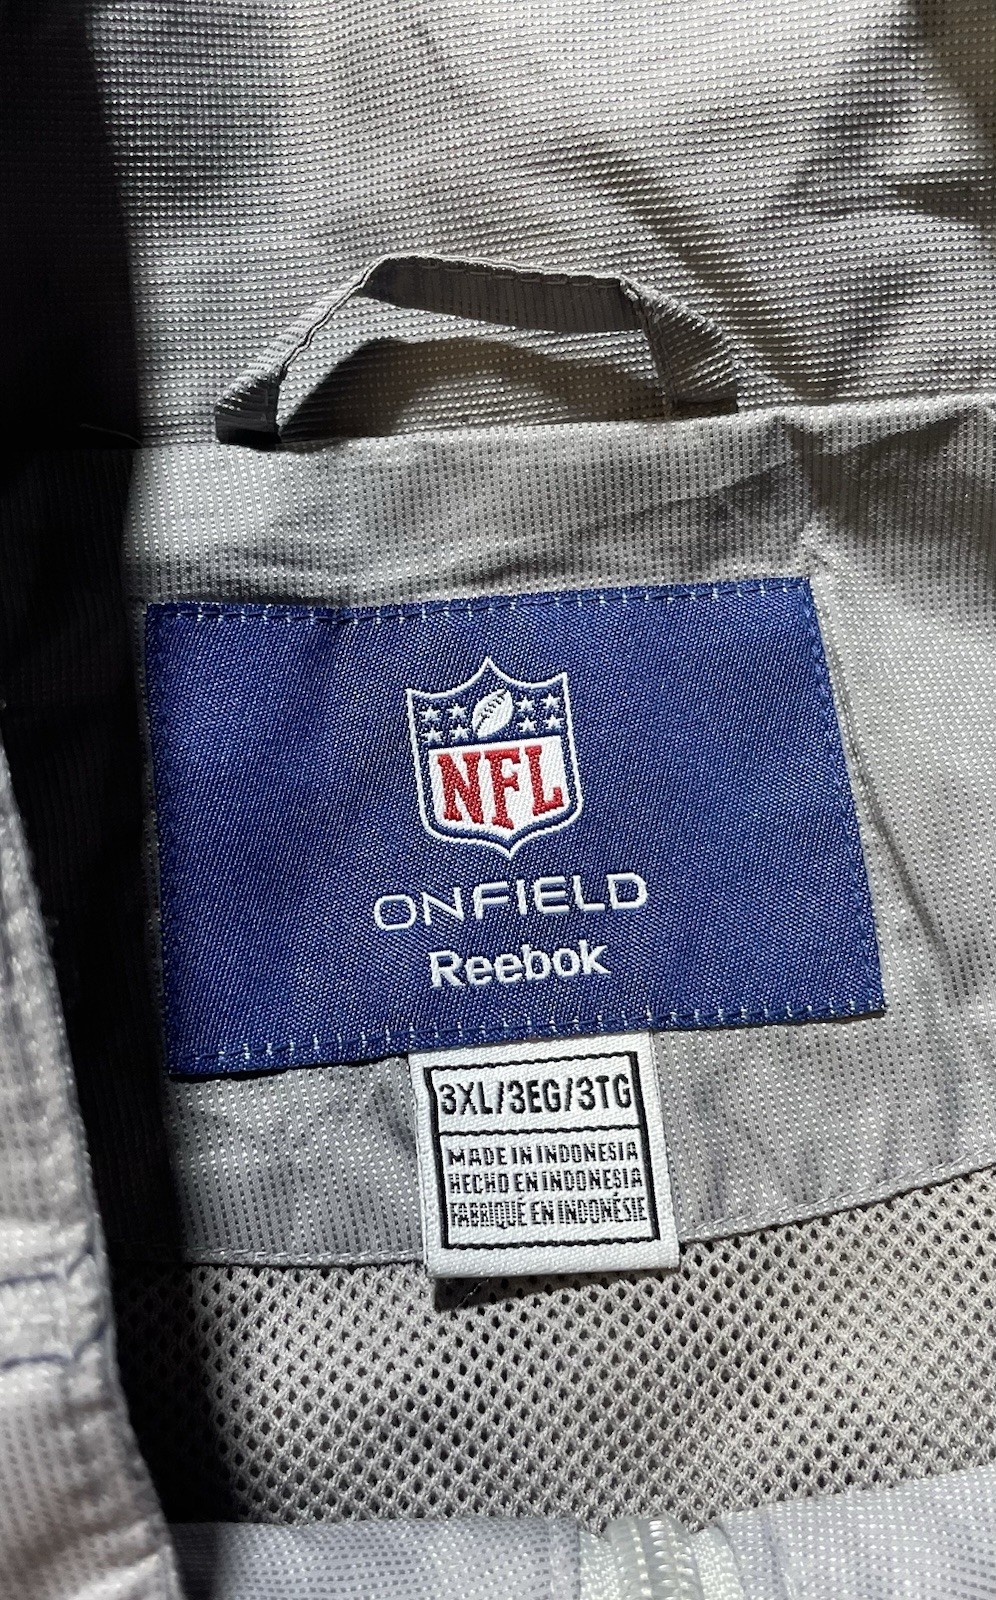 NFL
ONFIELD
Reebok
3XL/3EG/3TG
MADE IN INDONESIA
HECHO EN INDONESIA
FABRIQUÉ EN INDONÉSIE